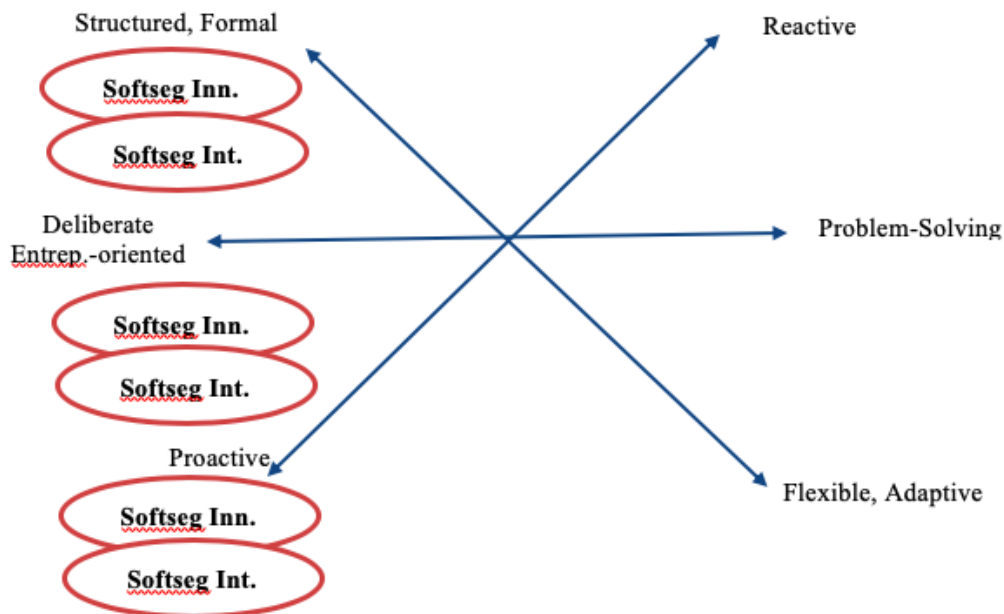 Structured, Formal
Reactive
Softseg Inn.
Softseg Int.
Deliberate
Entrep.-oriented
Problem-Solving
Softseg Inn.
Softseg Int.
Proactive
Flexible, Adaptive
Softseg Inn.
Softseg Int.